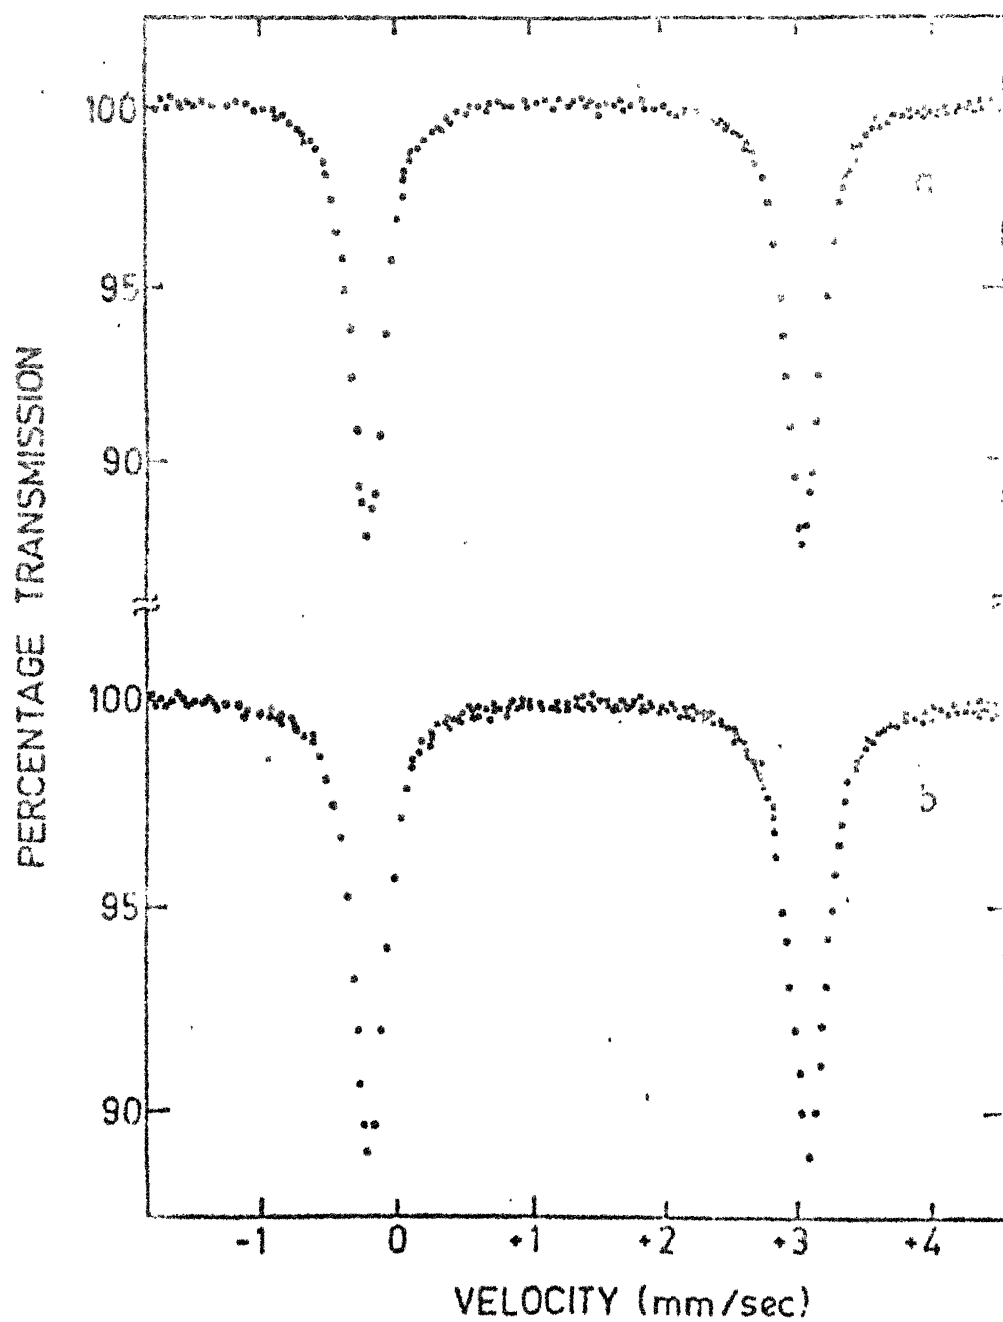 100
a
95
90
PERCENTAGE TRANSMISSION
100
b
95
90
-1 0 +1 +2 +3 +4
VELOCITY (mm/sec)